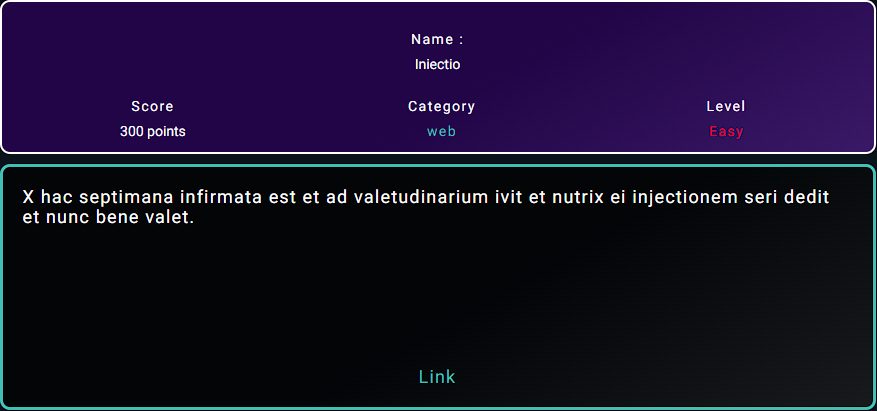 Name :
Iniectio
Score
Category
Level
300 points
web
Easy
X hac septimana infirmata est et ad valetudinarium ivit et nutrix ei injectionem seri dedit
et nunc bene valet.
Link